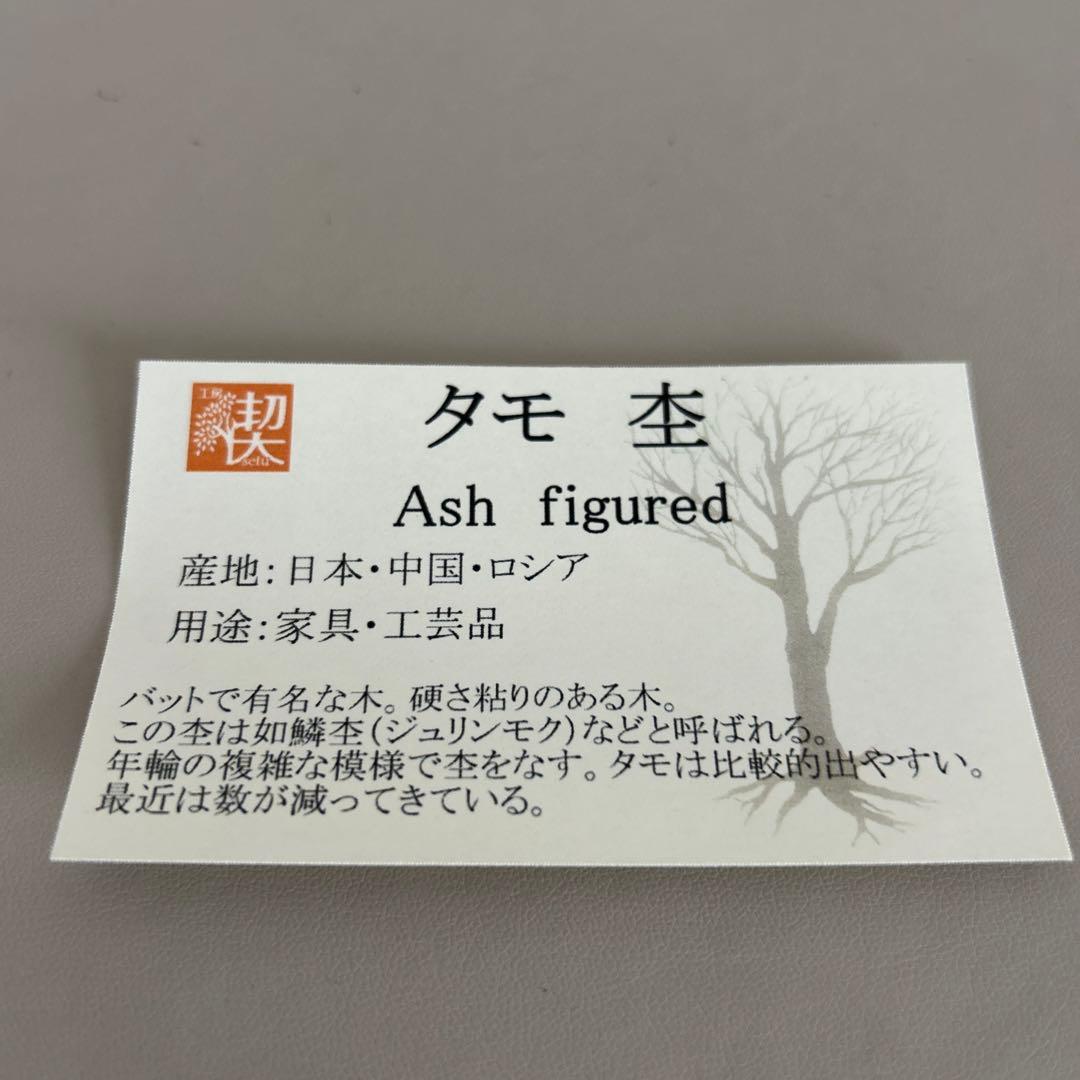 工房
楔
setu
タモ 杢
Ash figured
産地:日本・中国・ロシア
用途:家具・工芸品
バットで有名な木。硬さ粘りのある木。
この杢は如鱗杢(ジュリンモク)などと呼ばれる。
年輪の複雑な模様で杢をなす。タモは比較的出やすい。
最近は数が減ってきている。